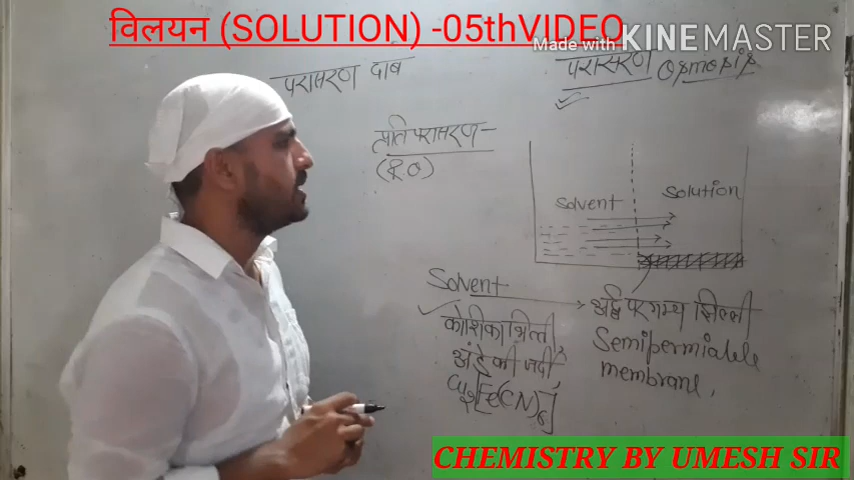 विलयन (SOLUTION) -05thVIDEO
Made with KINEMASTER
परासरण दाब
परासरण Osmosis
प्रति परासरण-
(R.O)
Solvent
Solution
Solvent
अर्द्ध परगम्य झिल्ली
Semipermiable
membrane.
कोशिका भित्ती,
अंडे की जर्दी,
Cu2[Fe(CN)6]
CHEMISTRY BY UMESH SIR